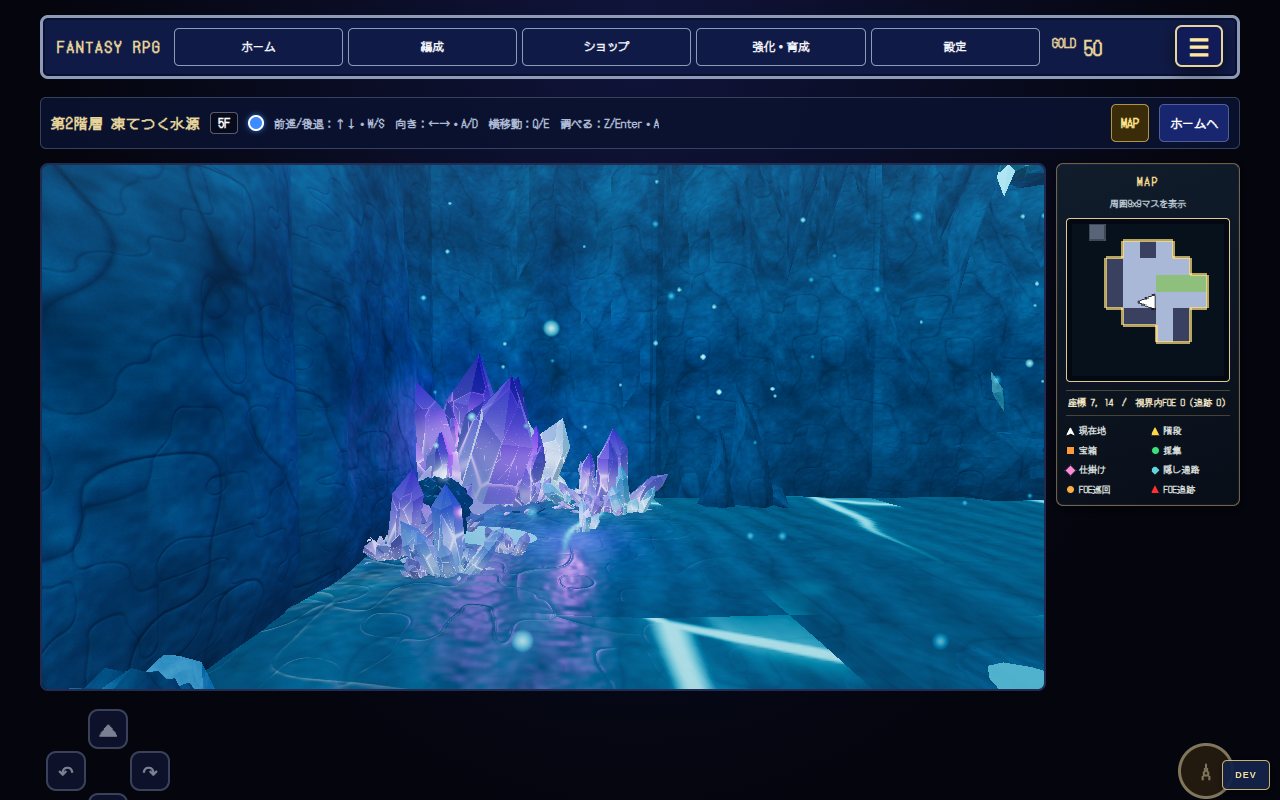 FANTASY RPG
ホーム
編成
ショップ
強化・育成
設定
GOLD 50
第2階層 凍てつく水源 5F 前進/後退：↑↓・W/S 向き：←→・A/D 横移動：Q/E 調べる：Z/Enter・A
MAP
ホームへ
MAP
周囲9x9マスを表示
座標 7, 14 / 視界内FOE 0（追跡 0）
現在地 階段
宝箱 採集
仕掛け 隠し通路
FOE巡回 FOE追跡
A
DEV